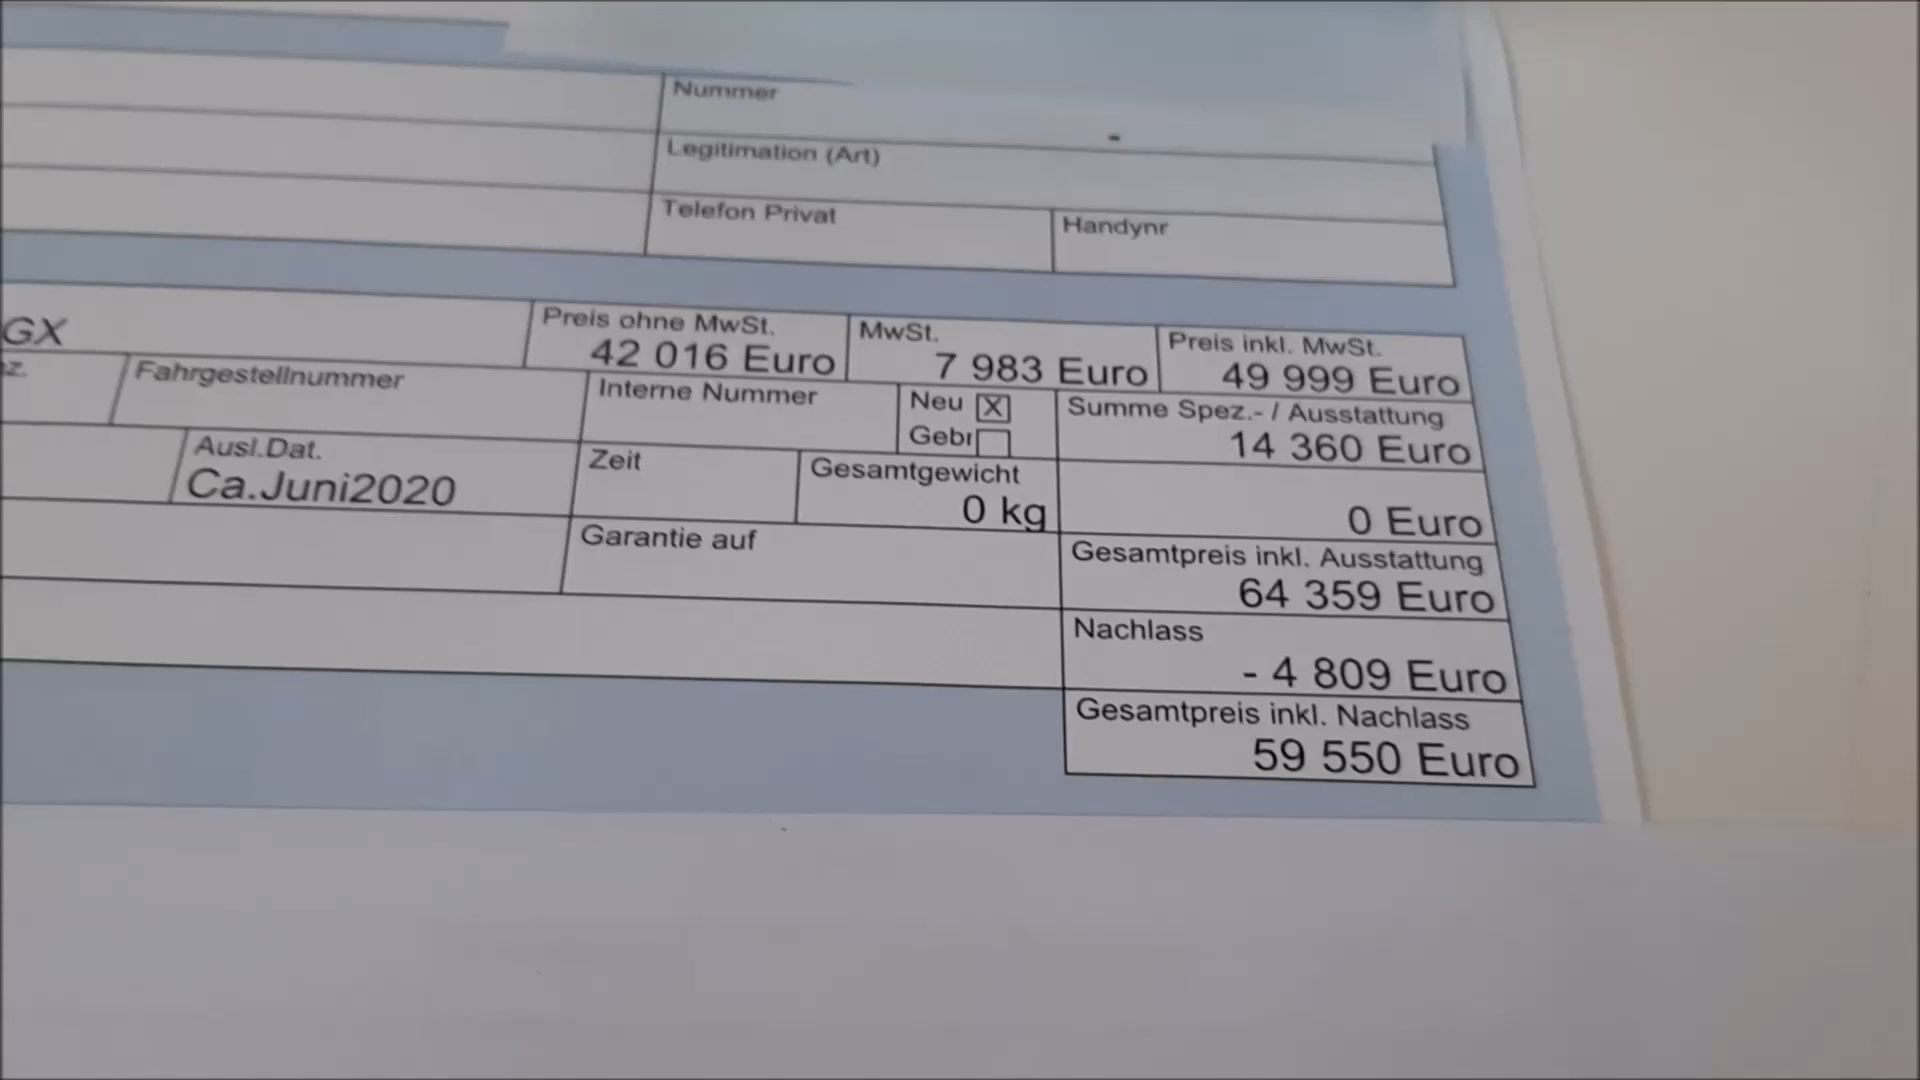 Nummer
Legitimation (Art)
Telefon Privat Handynr
GX Preis ohne MwSt. MwSt. Preis inkl. MwSt.
42 016 Euro 7 983 Euro 49 999 Euro
z. Fahrgestellnummer Interne Nummer Neu X Summe Spez.- / Ausstattung
Gebr 14 360 Euro
Ausl.Dat. Zeit Gesamtgewicht
Ca.Juni2020 0 kg 0 Euro
Garantie auf Gesamtpreis inkl. Ausstattung
64 359 Euro
Nachlass
- 4 809 Euro
Gesamtpreis inkl. Nachlass
59 550 Euro